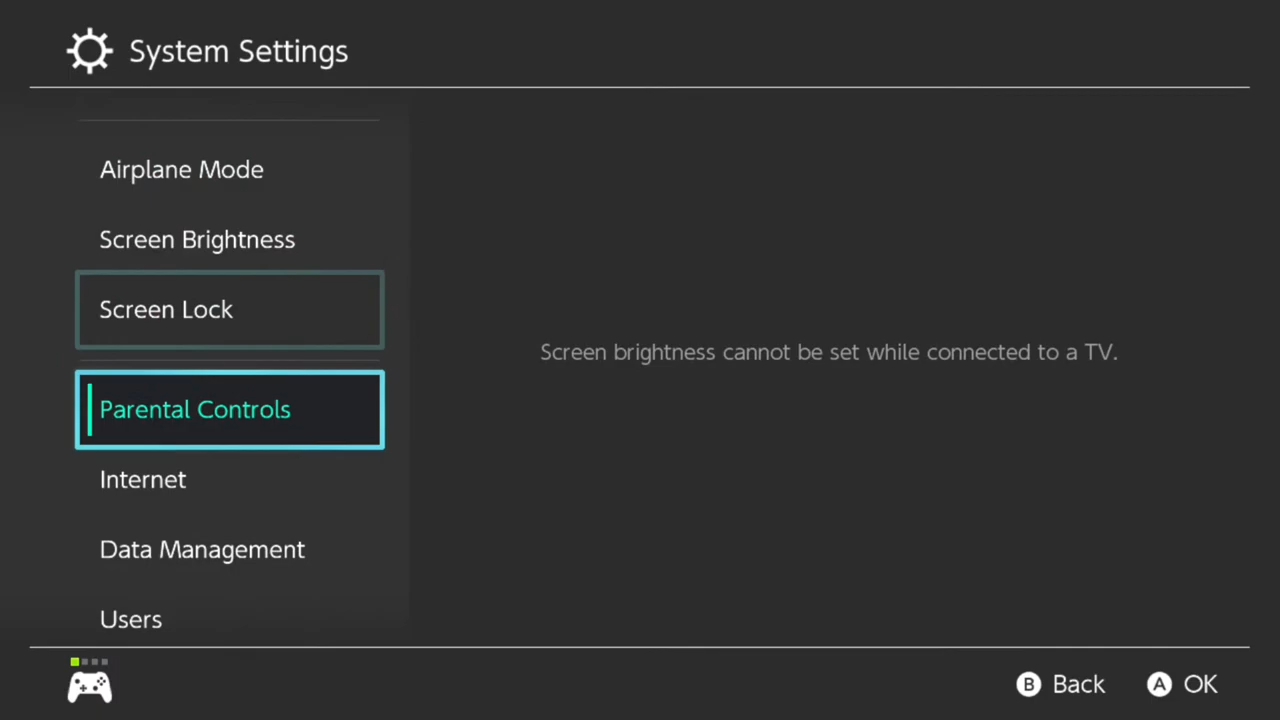 System Settings
Airplane Mode
Screen Brightness
Screen Lock
Parental Controls
Internet
Data Management
Users
Screen brightness cannot be set while connected to a TV.
B Back
A OK